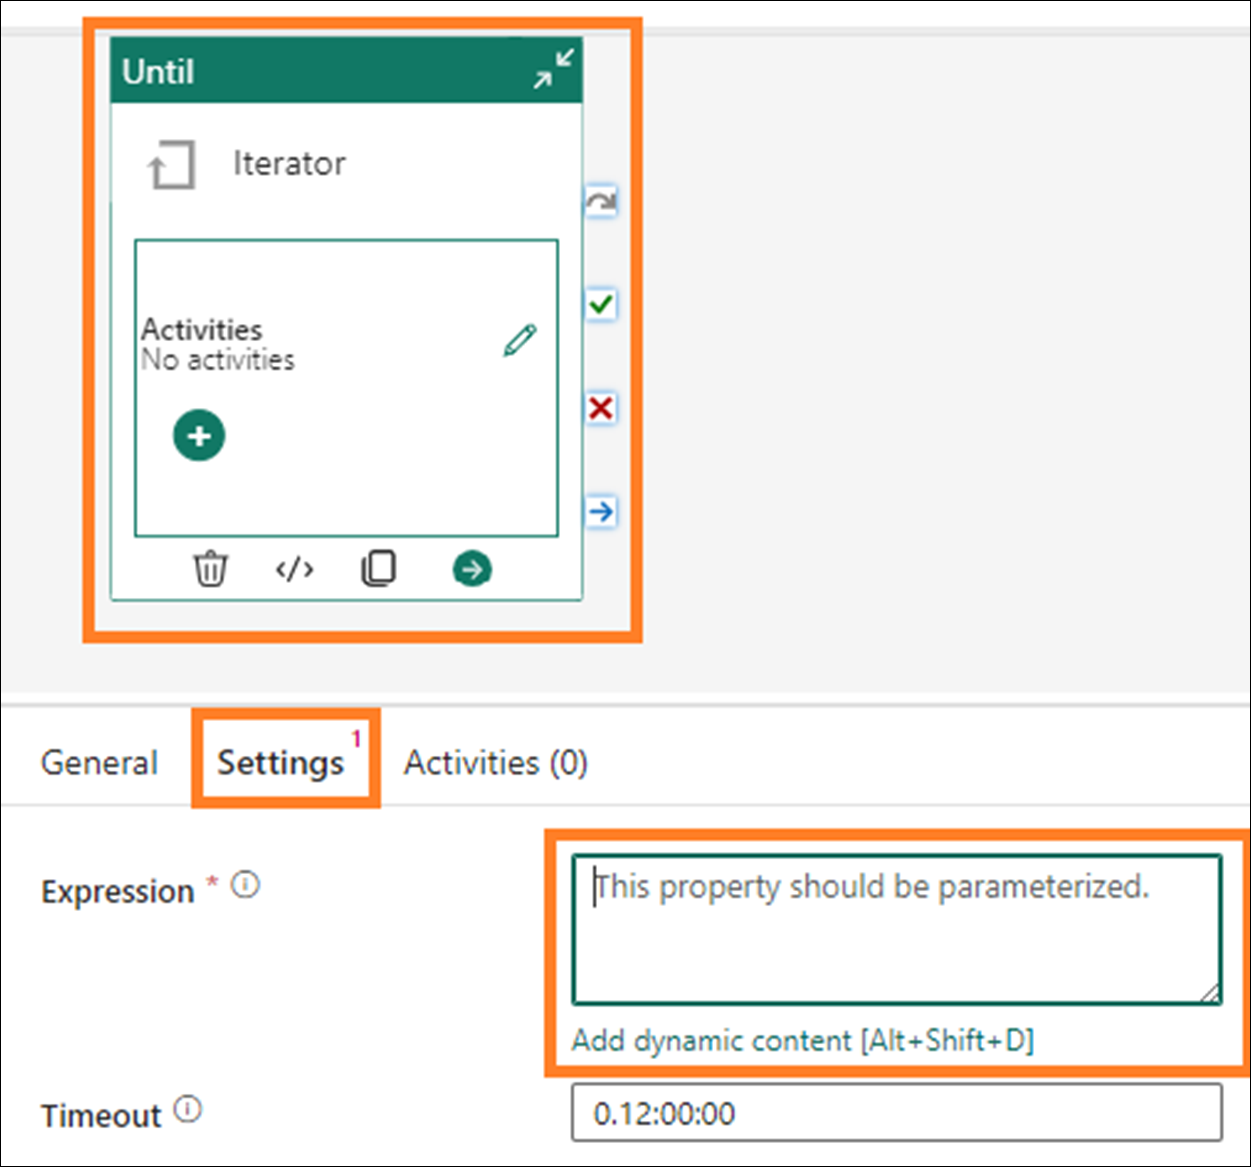 Until
Iterator
Activities
No activities
</>
General Settings 1 Activities (0)
Expression * This property should be parameterized.
Add dynamic content [Alt+Shift+D]
Timeout 0.12:00:00